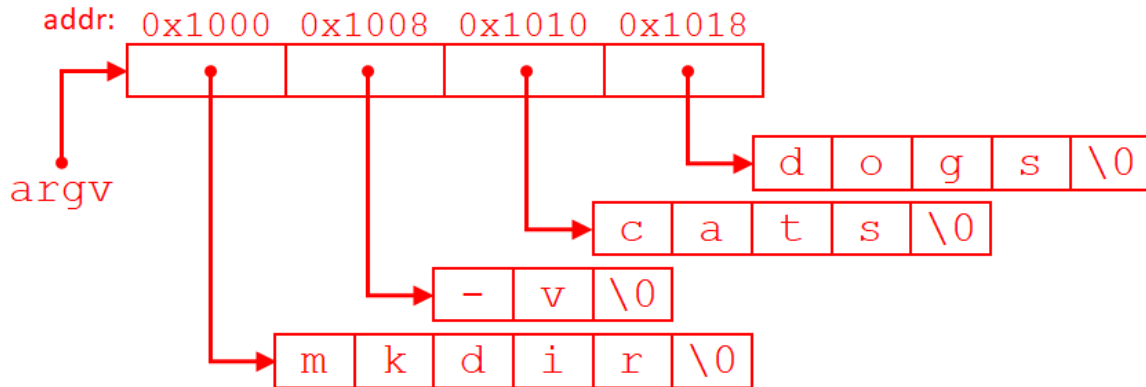 addr: 0x1000 0x1008 0x1010 0x1018
d o g s \0
argv
c a t s \0
- v \0
m k d i r \0